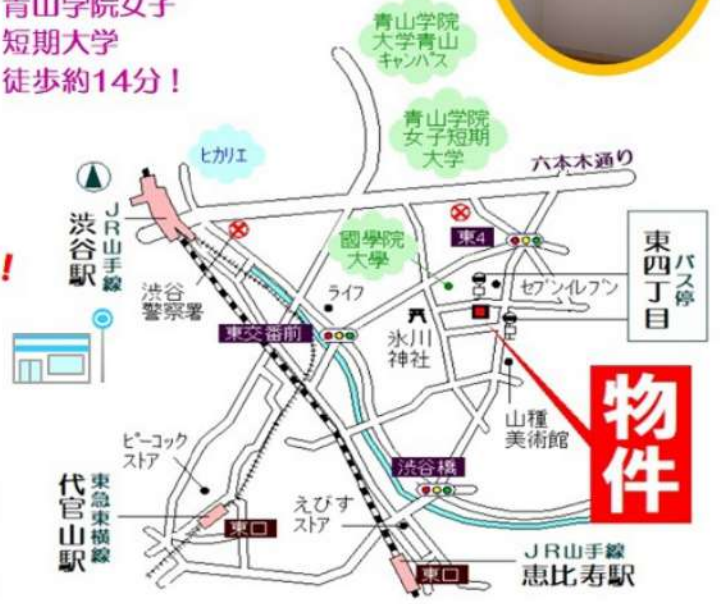 青山学院女子
短期大学
徒歩約14分！
青山学院
大学青山
キャンパス
青山学院
女子短期
大学
ヒカリエ
六本木通り
JR山手線
渋谷駅
！
國學院
大學
東4
バス停
東四丁目
渋谷
警察署
ライフ
セブンイレブン
東交番前
氷川
神社
物件
山種
美術館
ピーコック
ストア
渋谷橋
東急東横線
代官山駅
東口
えびす
ストア
JR山手線
恵比寿駅
東口